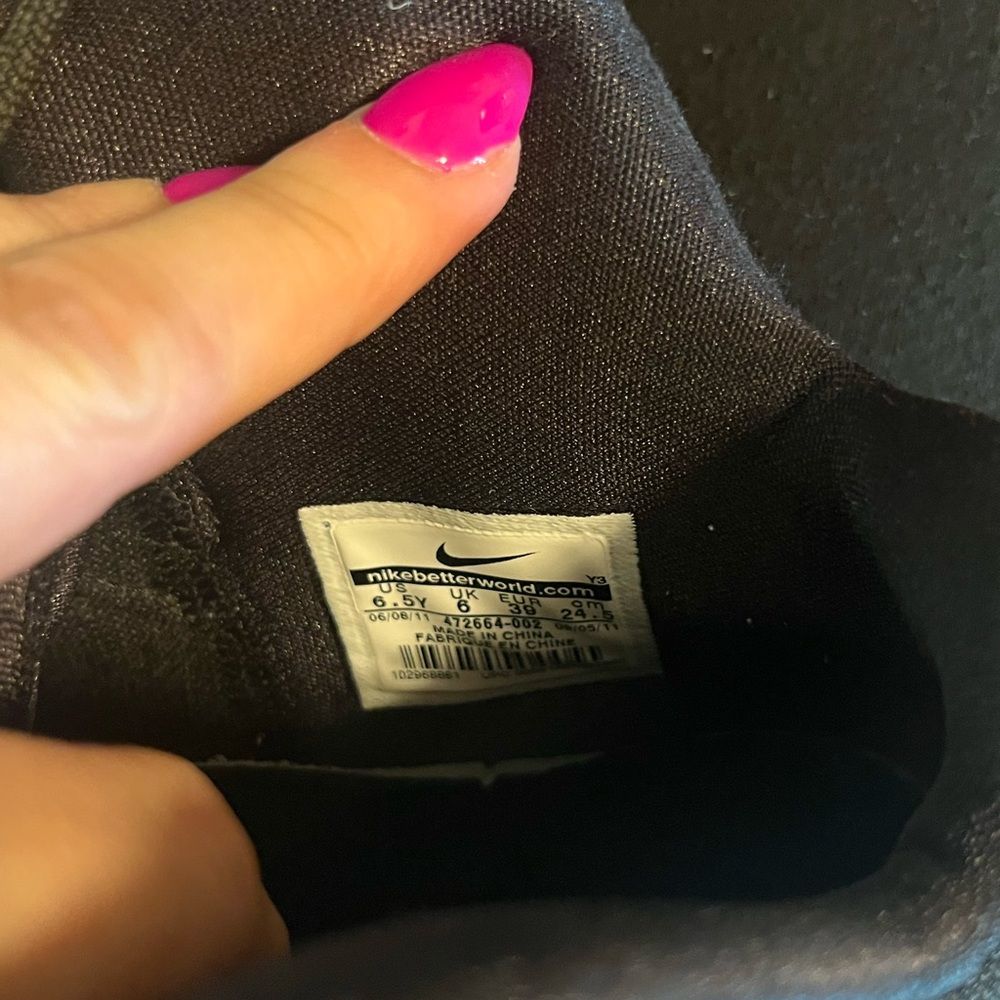 nikebetterworld.com
Y3
US UK EUR cm
6.5Y 6 39 24.5
06/08/11 472664-002 09/05/11
MADE IN CHINA
FABRIQUE EN CHINE